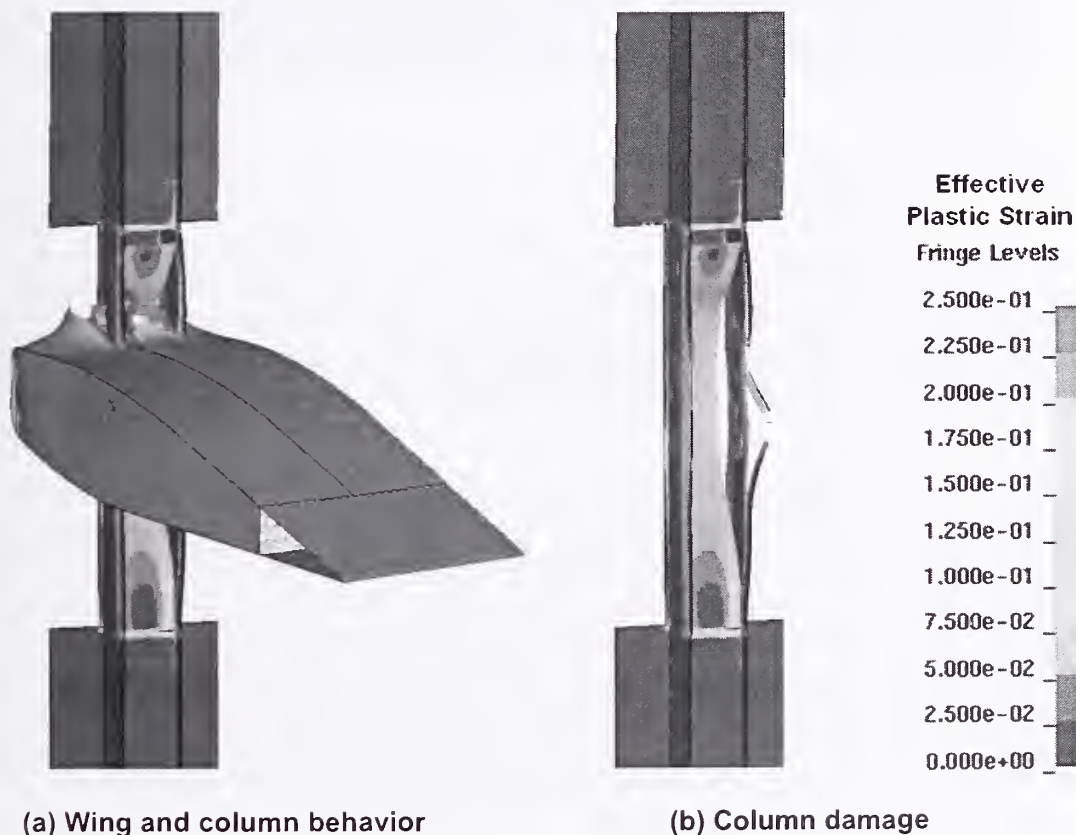 Effective
Plastic Strain
Fringe Levels
2.500e-01
2.250e-01
2.000e-01
1.750e-01
1.500e-01
1.250e-01
1.000e-01
7.500e-02
5.000e-02
2.500e-02
0.000e+00
(a) Wing and column behavior
(b) Column damage